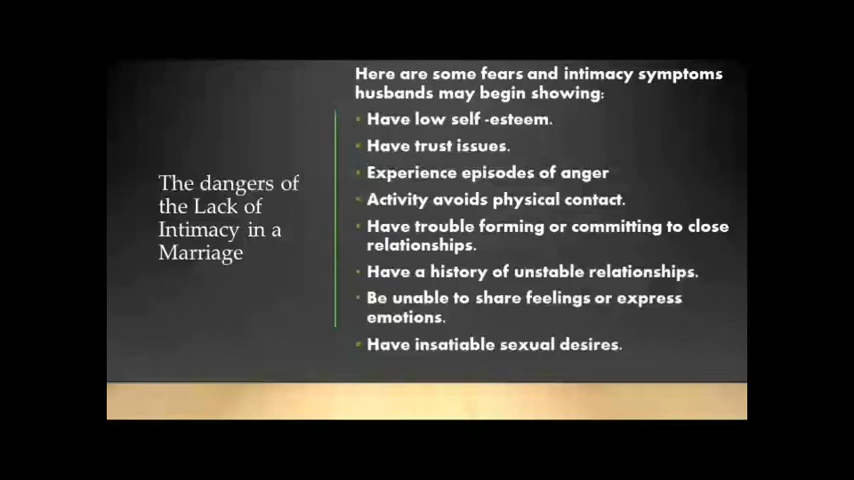 The dangers of
the Lack of
Intimacy in a
Marriage
Here are some fears and intimacy symptoms
husbands may begin showing:
Have low self -esteem.
Have trust issues.
Experience episodes of anger
Activity avoids physical contact.
Have trouble forming or committing to close
relationships.
Have a history of unstable relationships.
Be unable to share feelings or express
emotions.
Have insatiable sexual desires.